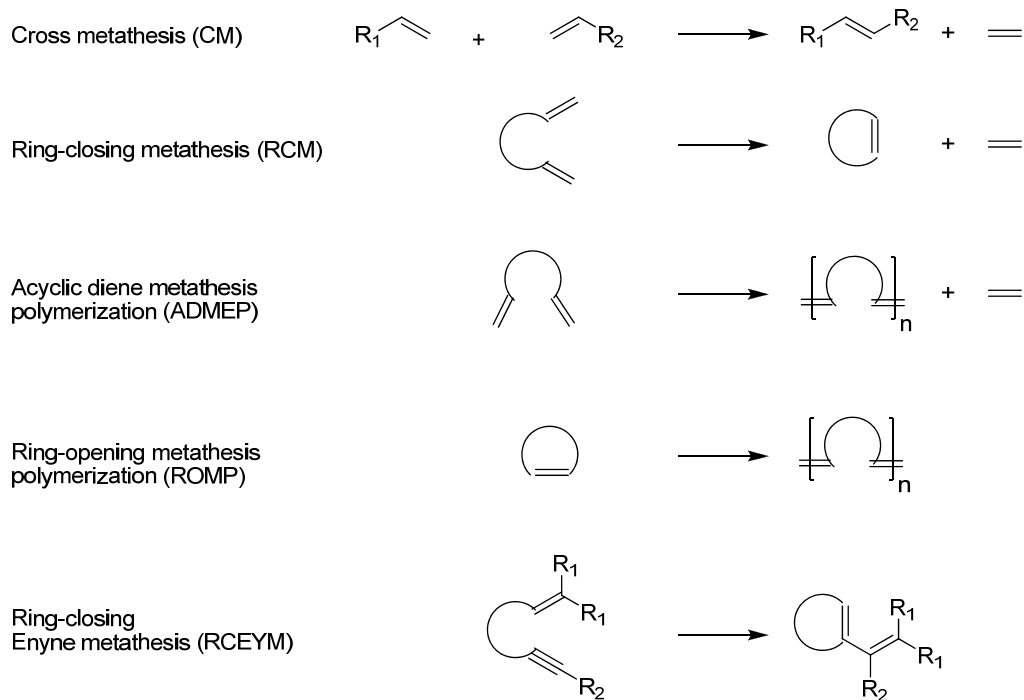 Cross metathesis (CM)
R1
+
R2
R1
R2
+
Ring-closing metathesis (RCM)
+
Acyclic diene metathesis
polymerization (ADMEP)
n
+
Ring-opening metathesis
polymerization (ROMP)
n
Ring-closing
Enyne metathesis (RCEYM)
R1
R1
R2
R1
R1
R2